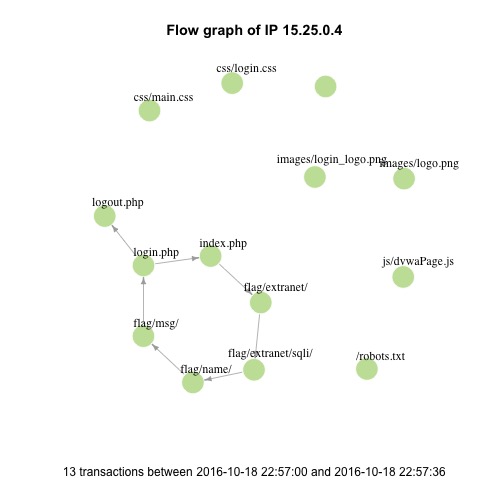 Flow graph of IP 15.25.0.4
css/login.css
css/main.css
images/login_logo.png
images/logo.png
logout.php
index.php
login.php
js/dvwaPage.js
flag/extranet/
flag/msg/
flag/extranet/sqli/
/robots.txt
flag/name/
13 transactions between 2016-10-18 22:57:00 and 2016-10-18 22:57:36